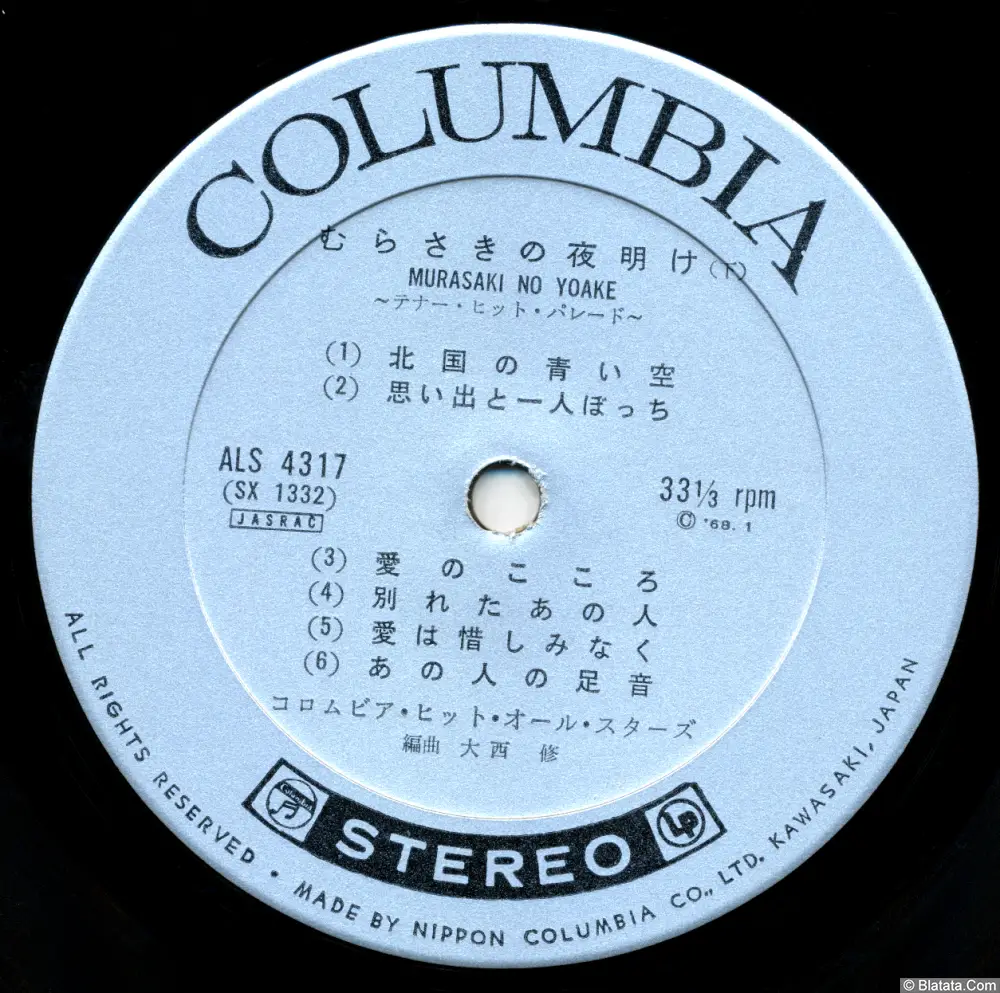 COLUMBIA
むらさきの夜明け(下)
MURASAKI NO YOAKE
～テナー・ヒット・パレード～
(1) 北国の青い空
(2) 思い出と一人ぼっち
ALS 4317
(SX 1332)
JASRAC
33⅓ rpm
© '68. 1
(3) 愛のこころ
(4) 別れたあの人
(5) 愛は惜しみなく
(6) あの人の足音
コロムビア・ヒット・オール・スターズ
編曲 大西 修
Columbia
STEREO
LP
ALL RIGHTS RESERVED • MADE BY NIPPON COLUMBIA CO., LTD. KAWASAKI, JAPAN
© Blatata.Com